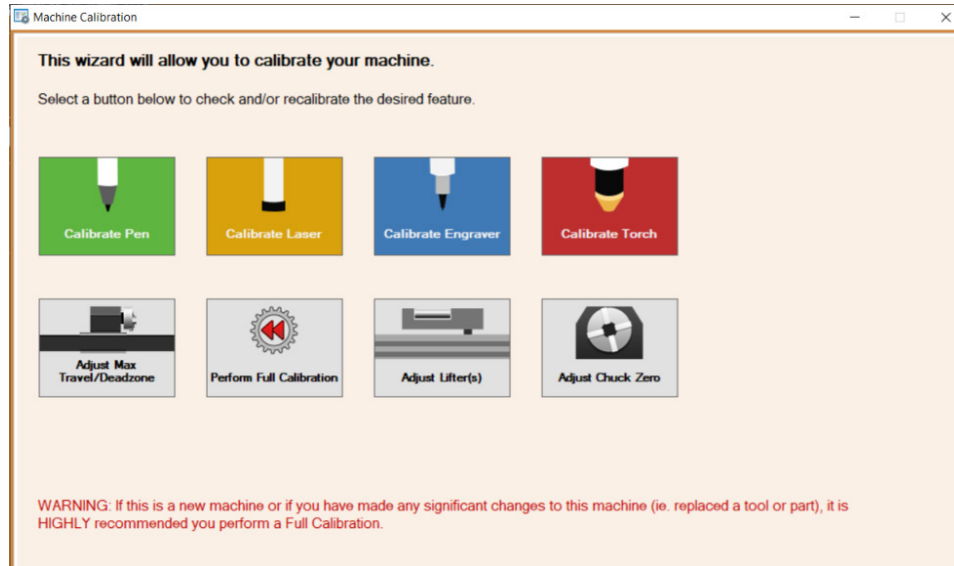 Machine Calibration
This wizard will allow you to calibrate your machine.
Select a button below to check and/or recalibrate the desired feature.
Calibrate Pen
Calibrate Laser
Calibrate Engraver
Calibrate Torch
Adjust Max
Travel/Deadzone
Perform Full Calibration
Adjust Lifter(s)
Adjust Chuck Zero
WARNING: If this is a new machine or if you have made any significant changes to this machine (ie. replaced a tool or part), it is
HIGHLY recommended you perform a Full Calibration.